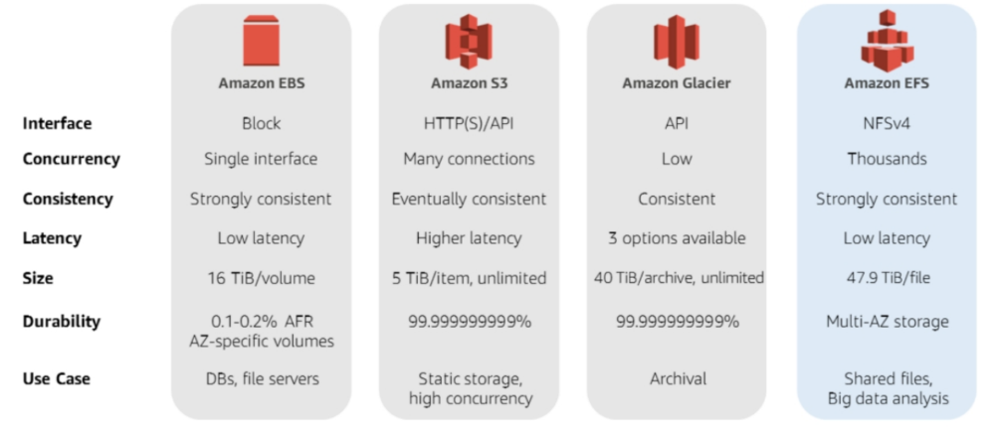 Amazon EBS Amazon S3 Amazon Glacier Amazon EFS
Interface Block HTTP(S)/API API NFSv4
Concurrency Single interface Many connections Low Thousands
Consistency Strongly consistent Eventually consistent Consistent Strongly consistent
Latency Low latency Higher latency 3 options available Low latency
Size 16 TiB/volume 5 TiB/item, unlimited 40 TiB/archive, unlimited 47.9 TiB/file
Durability 0.1-0.2% AFR 99.999999999% 99.999999999% Multi-AZ storage
AZ-specific volumes
Use Case DBs, file servers Static storage, Archival Shared files,
high concurrency Big data analysis